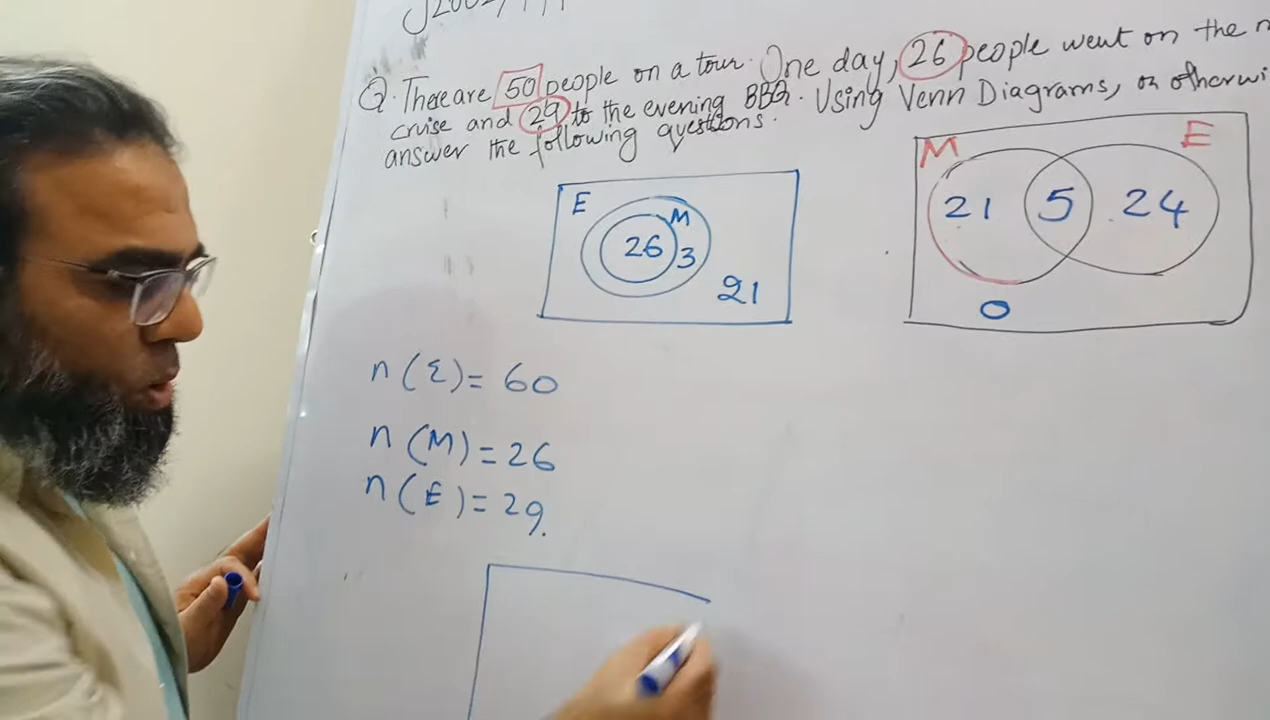 J2002/P1
Q. There are 50 people on a tour. One day, 26 people went on the
cruise and 29 to the evening BBQ. Using Venn Diagrams, or otherwi
answer the following questions.
E
M
26
3
21
M
E
21
5
24
0
n(ξ) = 60
n(M) = 26
n(E) = 29.